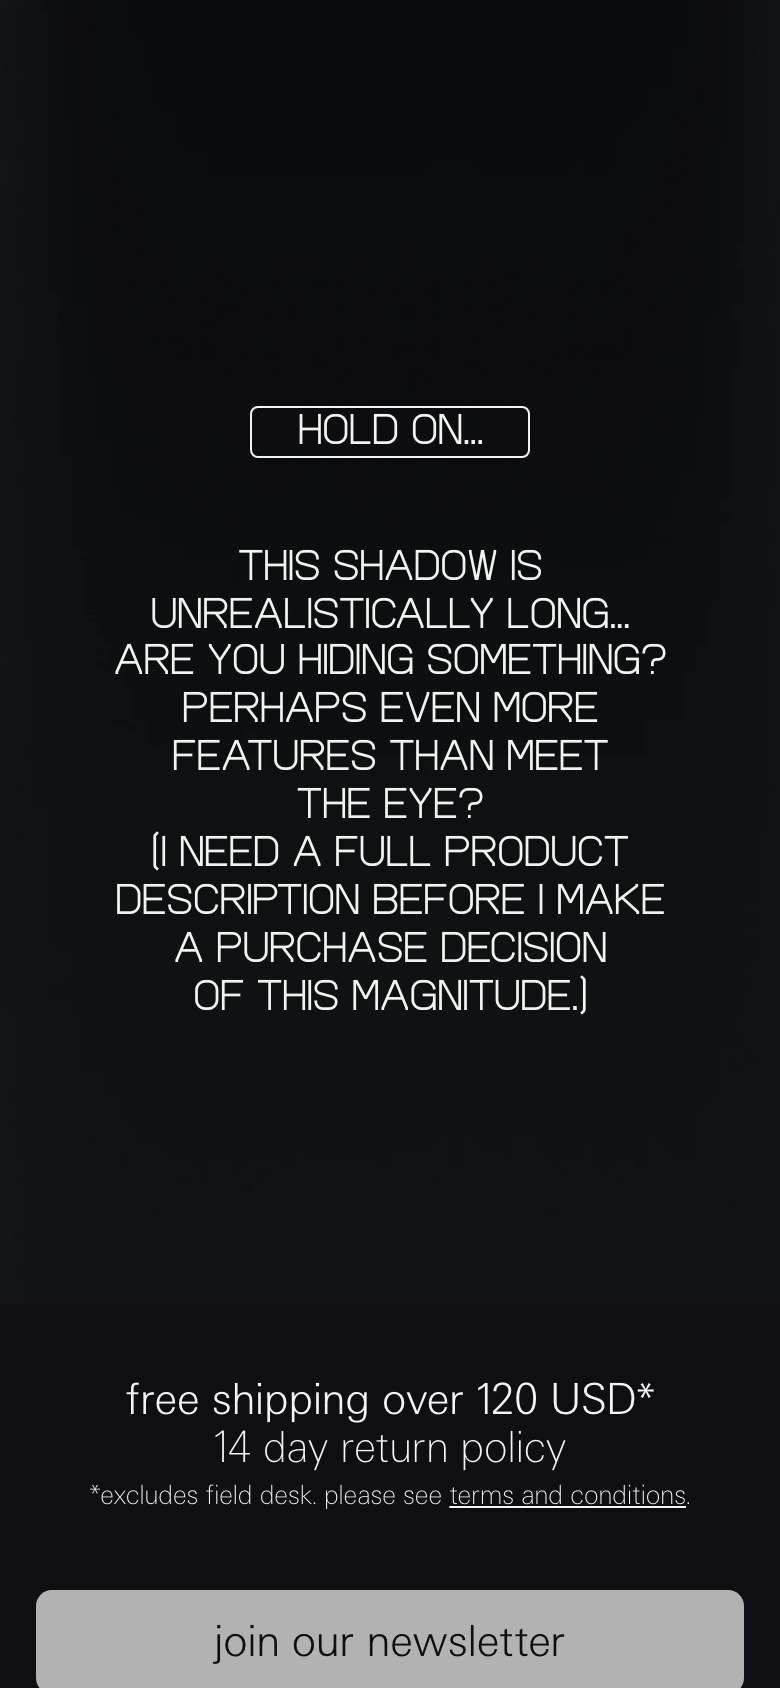 HOLD ON...
THIS SHADOW IS
UNREALISTICALLY LONG...
ARE YOU HIDING SOMETHING?
PERHAPS EVEN MORE
FEATURES THAN MEET
THE EYE?
(I NEED A FULL PRODUCT
DESCRIPTION BEFORE I MAKE
A PURCHASE DECISION
OF THIS MAGNITUDE.)
free shipping over 120 USD*
14 day return policy
*excludes field desk. please see terms and conditions.
join our newsletter